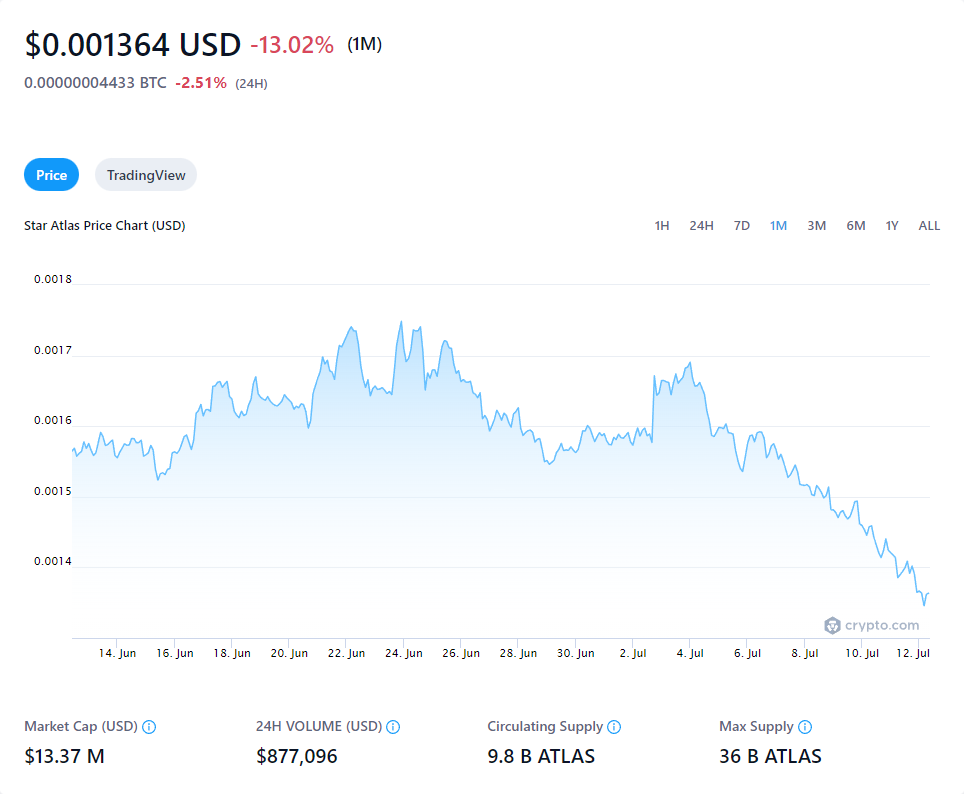 $0.001364 USD -13.02% (1M)
0.00000004433 BTC -2.51% (24H)
Price TradingView
Star Atlas Price Chart (USD) 1H 24H 7D 1M 3M 6M 1Y ALL
0.0018
0.0017
0.0016
0.0015
0.0014
crypto.com
14. Jun 16. Jun 18. Jun 20. Jun 22. Jun 24. Jun 26. Jun 28. Jun 30. Jun 2. Jul 4. Jul 6. Jul 8. Jul 10. Jul 12. Jul
Market Cap (USD) 24H VOLUME (USD) Circulating Supply Max Supply
$13.37 M $877,096 9.8 B ATLAS 36 B ATLAS